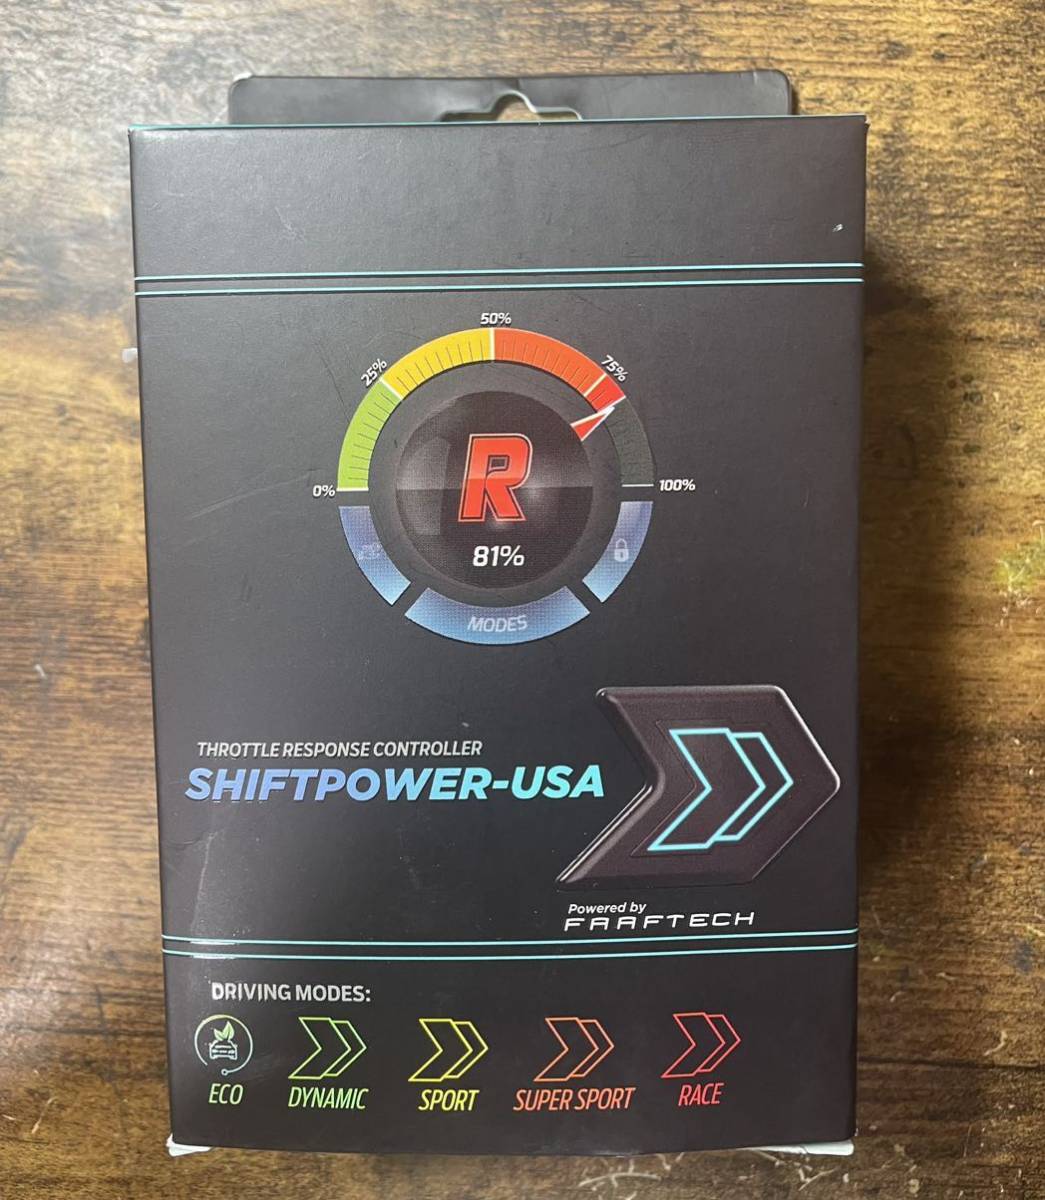 50%
25%
75%
0%
100%
R
81%
MODES
THROTTLE RESPONSE CONTROLLER
SHIFTPOWER-USA
Powered by
FAAFTECH
DRIVING MODES:
ECO
DYNAMIC
SPORT
SUPER SPORT
RACE